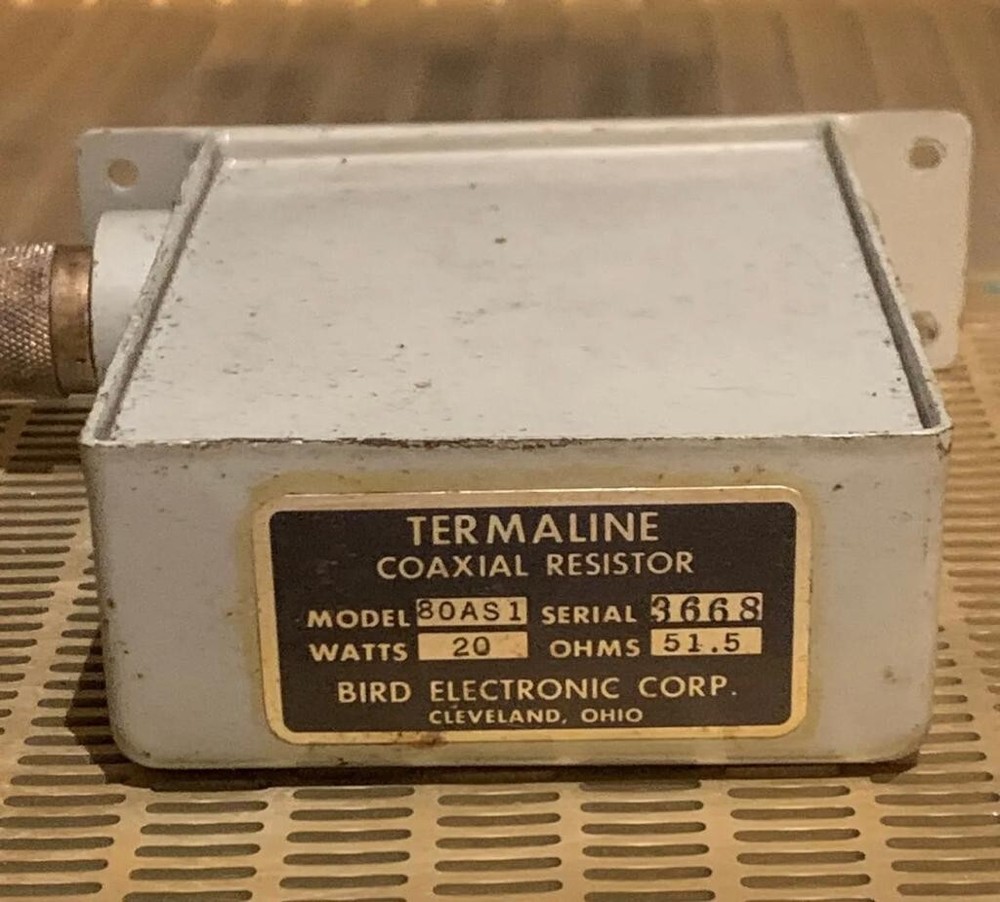 TERMALINE
COAXIAL RESISTOR
MODEL 80AS1 SERIAL 3668
WATTS 20 OHMS 51.5
BIRD ELECTRONIC CORP.
CLEVELAND, OHIO